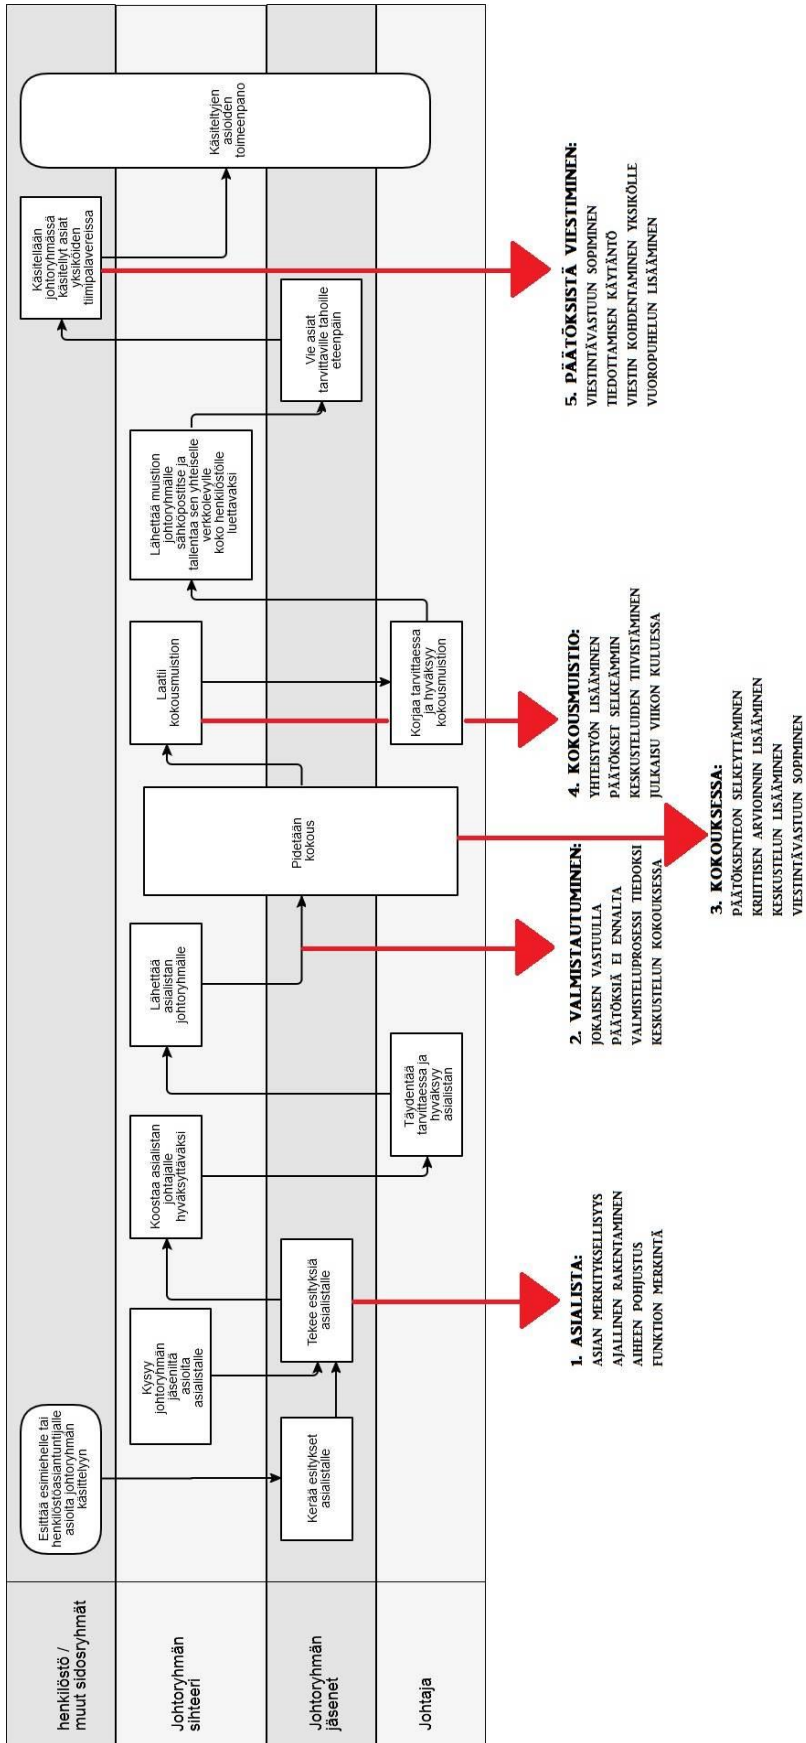 henkilöstö /
muut sidosryhmät
Johtoryhmän
sihteeri
Johtoryhmän
jäsenet
Johtaja
Esittää esimiehelle tai
henkilöstöasiantuntijalle
asioita johtoryhmän
käsittelyyn
Kerää esitykset
asialistalle
Kysyy
johtoryhmän
jäseniltä
asioita
asialistalle
Tekee esityksiä
asialistalle
Koostaa asialistan
johtajalle
hyväksyttäväksi
Täydentää
tarvittaessa ja
hyväksyy
asialistan
Lähettää
asialistan
johtoryhmälle
Pidetään
kokous
Laatii
kokousmuistion
Korjaa tarvittaessa
ja hyväksyy
kokousmuistion
Lähettää muistion
johtoryhmälle
sähköpostitse ja
tallentaa sen yhteiselle
verkkolevylle
koko henkilöstölle
luettavaksi
Vie asiat
tarvittaville tahoille
eteenpäin
Käsitellään
johtoryhmässä
käsitellyt asiat
yksiköiden
tiimipalavereissa
Käsiteltyjen
asioiden
toimeenpano
1. ASIALISTA:
ASIAN MERKITYKSELLISYYS
AJALLINEN RAKENTAMINEN
AIHEEN POHJUSTUS
FUNKTION MERKINTÄ
2. VALMISTAUTUMINEN:
JOKAISEN VASTUULLA
PÄÄTÖKSIÄ EI ENNALTA
VALMISTELUPROSESSI TIEDOKSI
KESKUSTELUN KOKOUKSESSA
3. KOKOUKSESSA:
PÄÄTÖKSENTEON SELKEYTTÄMINEN
KRIITTISEN ARVIOINNIN LISÄÄMINEN
KESKUSTELUN LISÄÄMINEN
VIESTINTÄVASTUUN SOPIMINEN
4. KOKOUSMUISTIO:
YHTEISTYÖN LISÄÄMINEN
PÄÄTÖKSET SELKEÄMMIN
KESKUSTELUIDEN TIIVISTÄMINEN
JULKAISU VIIKON KULUESSA
5. PÄÄTÖKSISTÄ VIESTIMINEN:
VIESTINTÄVASTUUN SOPIMINEN
TIEDOTTAMISEN KÄYTÄNTÖ
VIESTIN KOHDENTAMINEN YKSIKÖLLE
VUOROPUHELUN LISÄÄMINEN